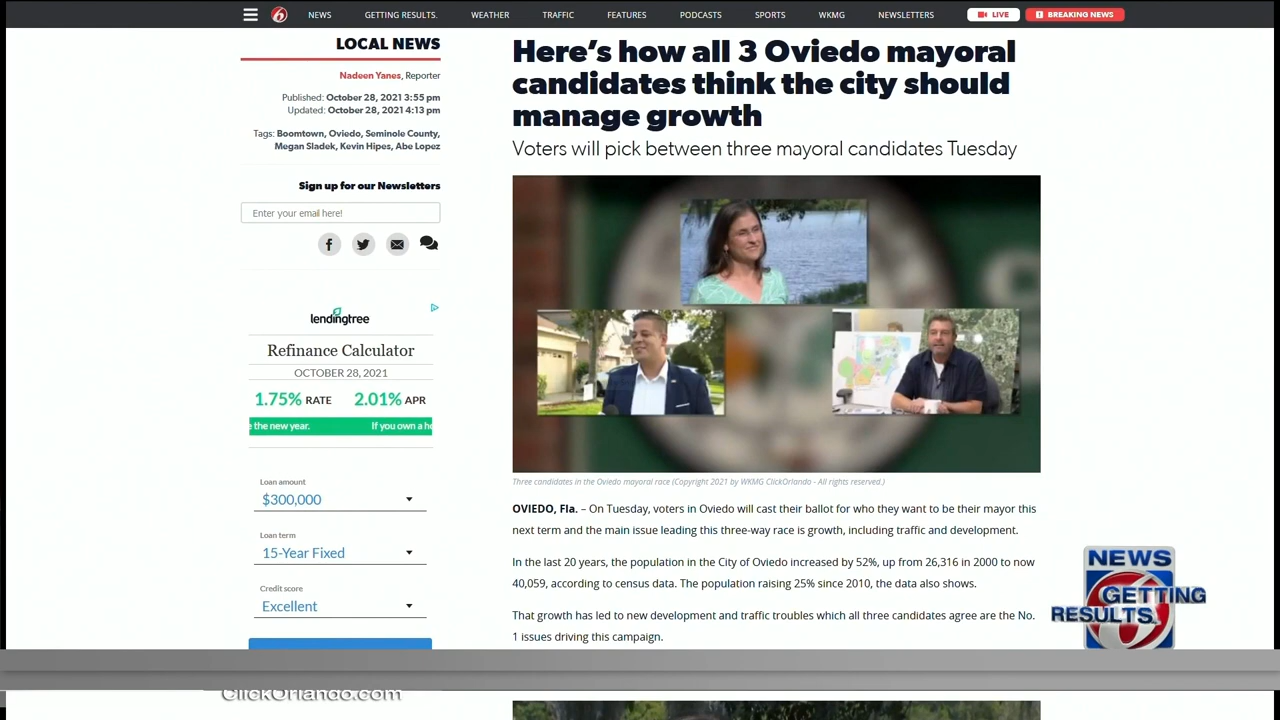 6
NEWS
GETTING RESULTS.
WEATHER
TRAFFIC
FEATURES
PODCASTS
SPORTS
WKMG
NEWSLETTERS
LIVE
BREAKING NEWS
LOCAL NEWS
Nadeen Yanes, Reporter
Published: October 28, 2021 3:55 pm
Updated: October 28, 2021 4:13 pm
Tags: Boomtown, Oviedo, Seminole County,
Megan Sladek, Kevin Hipes, Abe Lopez
Sign up for our Newsletters
Enter your email here!
lendingtree
Refinance Calculator
OCTOBER 28, 2021
1.75% RATE 2.01% APR
the new year. If you own a
Loan amount
$300,000
Loan term
15-Year Fixed
Credit score
Excellent
Here's how all 3 Oviedo mayoral
candidates think the city should
manage growth
Voters will pick between three mayoral candidates Tuesday
Three candidates in the Oviedo mayoral race (Copyright 2021 by WKMG ClickOrlando - All rights reserved.)
OVIEDO, Fla. – On Tuesday, voters in Oviedo will cast their ballot for who they want to be their mayor this
next term and the main issue leading this three-way race is growth, including traffic and development.
In the last 20 years, the population in the City of Oviedo increased by 52%, up from 26,316 in 2000 to now
40,059, according to census data. The population raising 25% since 2010, the data also shows.
That growth has led to new development and traffic troubles which all three candidates agree are the No.
1 issues driving this campaign.
NEWS
6
GETTING
RESULTS.
ClickOrlando.com